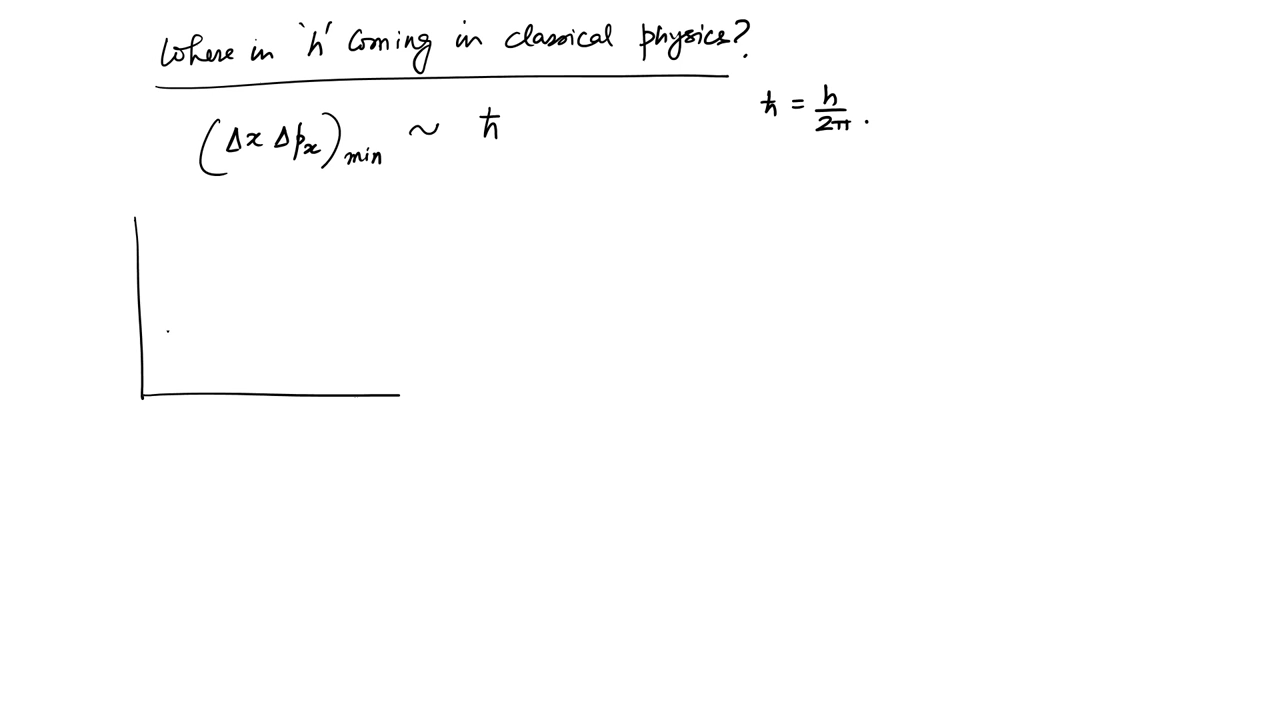 Where in 'h' Coming in classical physics?
ħ = h/2π .
(Δx Δpₓ)min ~ ħ